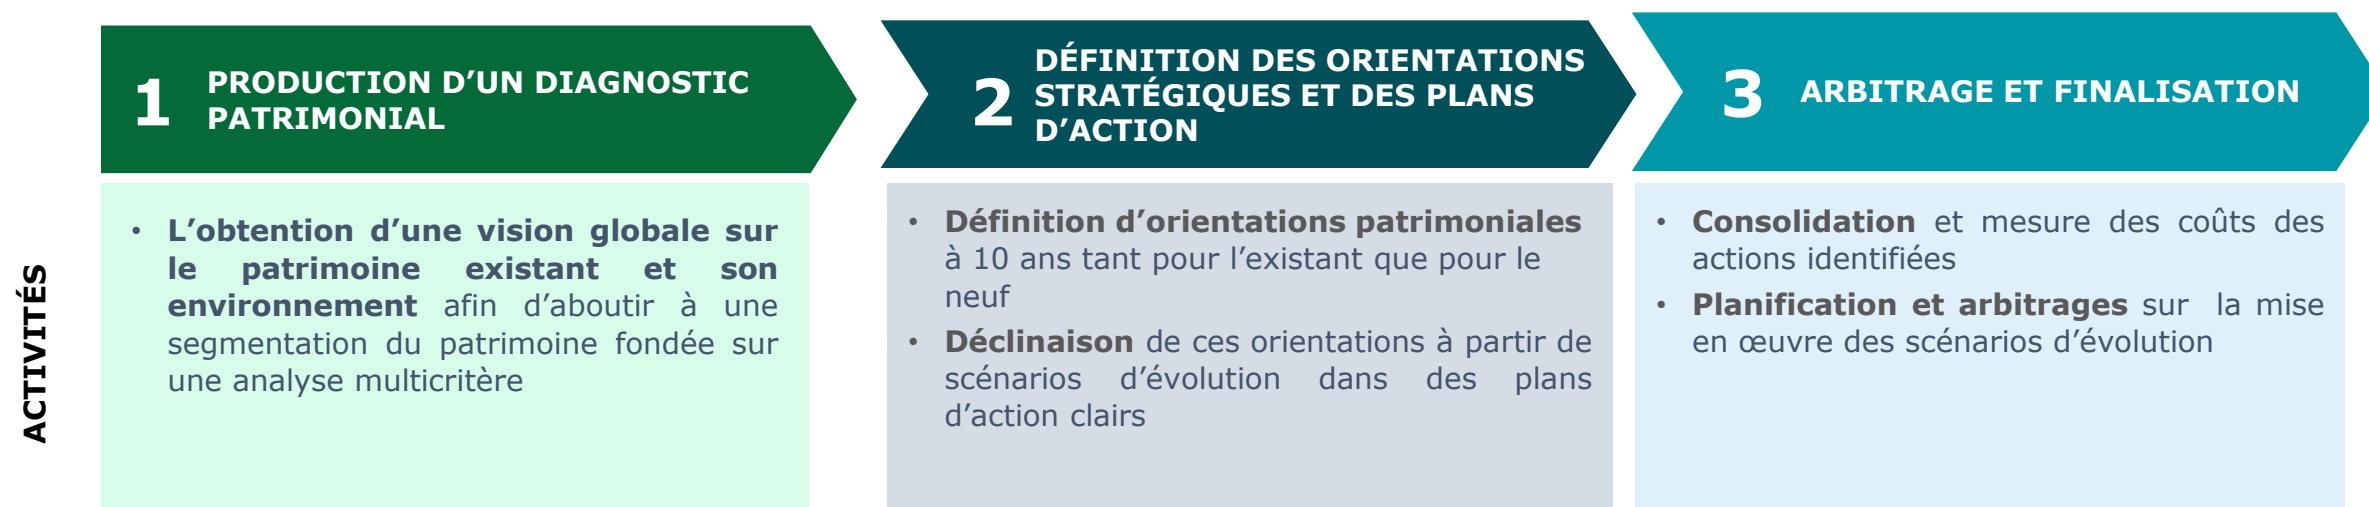 1
PRODUCTION D’UN DIAGNOSTIC
PATRIMONIAL
2
DÉFINITION DES ORIENTATIONS
STRATÉGIQUES ET DES PLANS
D’ACTION
3
ARBITRAGE ET FINALISATION
ACTIVITÉS
• L’obtention d’une vision globale sur
le patrimoine existant et son
environnement afin d’aboutir à une
segmentation du patrimoine fondée sur
une analyse multicritère
• Définition d’orientations patrimoniales
à 10 ans tant pour l’existant que pour le
neuf
• Déclinaison de ces orientations à partir de
scénarios d’évolution dans des plans
d’action clairs
• Consolidation et mesure des coûts des
actions identifiées
• Planification et arbitrages sur la mise
en œuvre des scénarios d’évolution